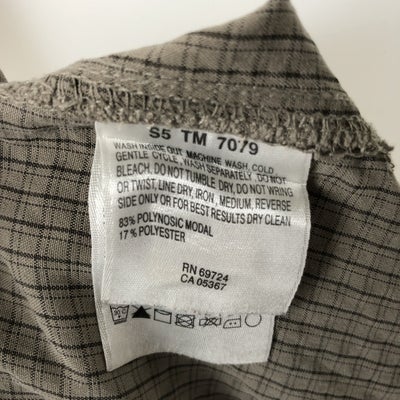 S5 TM 7079
WASH INSIDE OUT MACHINE WASH COLD
GENTLE CYCLE, WASH SEPARATELY, DO NOT
BLEACH, DO NOT TUMBLE DRY, DO NOT WRING
OR TWIST, LINE DRY, IRON, MEDIUM, REVERSE
SIDE ONLY OR FOR BEST RESULTS DRY CLEAN
83% POLYNOSIC MODAL
17% POLYESTER
RN 69724
CA 05367